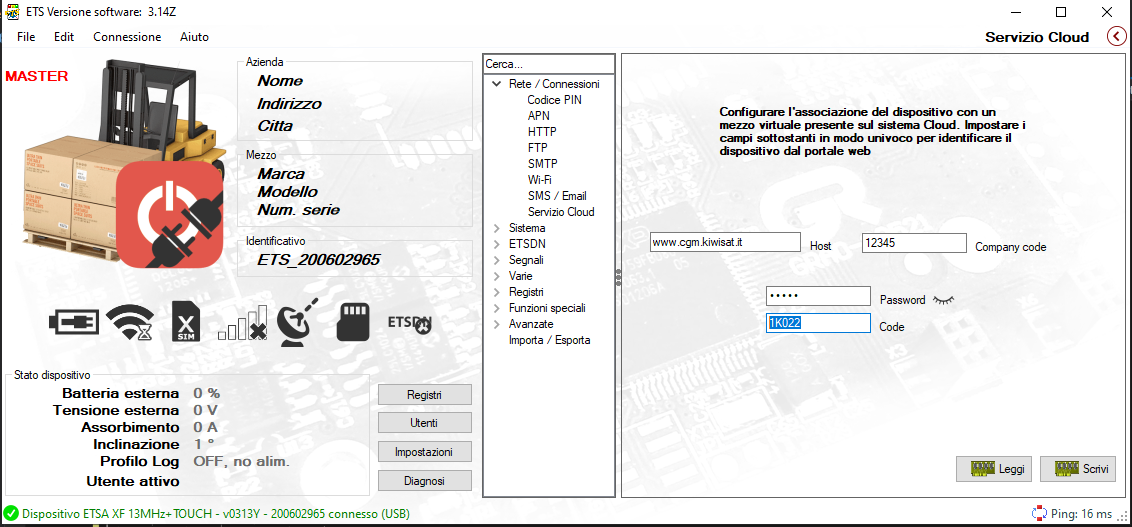 ETS Versione software: 3.14Z
File Edit Connessione Aiuto
Servizio Cloud
MASTER
Azienda
Nome
Indirizzo
Citta
Mezzo
Marca
Modello
Num. serie
Identificativo
ETS_200602965
X
SIM
ETSDN
Stato dispositivo
Batteria esterna 0 %
Tensione esterna 0 V
Assorbimento 0 A
Inclinazione 1 °
Profilo Log OFF, no alim.
Utente attivo
Registri
Utenti
Impostazioni
Diagnosi
Cerca...
Rete / Connessioni
Codice PIN
APN
HTTP
FTP
SMTP
Wi-Fi
SMS / Email
Servizio Cloud
Sistema
ETSDN
Segnali
Varie
Registri
Funzioni speciali
Avanzate
Importa / Esporta
Configurare l'associazione del dispositivo con un
mezzo virtuale presente sul sistema Cloud. Impostare i
campi sottostanti in modo univoco per identificare il
dispositivo dal portale web
www.cgm.kiwisat.it Host 12345 Company code
••••• Password
1K022 Code
Leggi Scrivi
Dispositivo ETSA XF 13MHz+TOUCH - v0313Y - 200602965 connesso (USB)
Ping: 16 ms